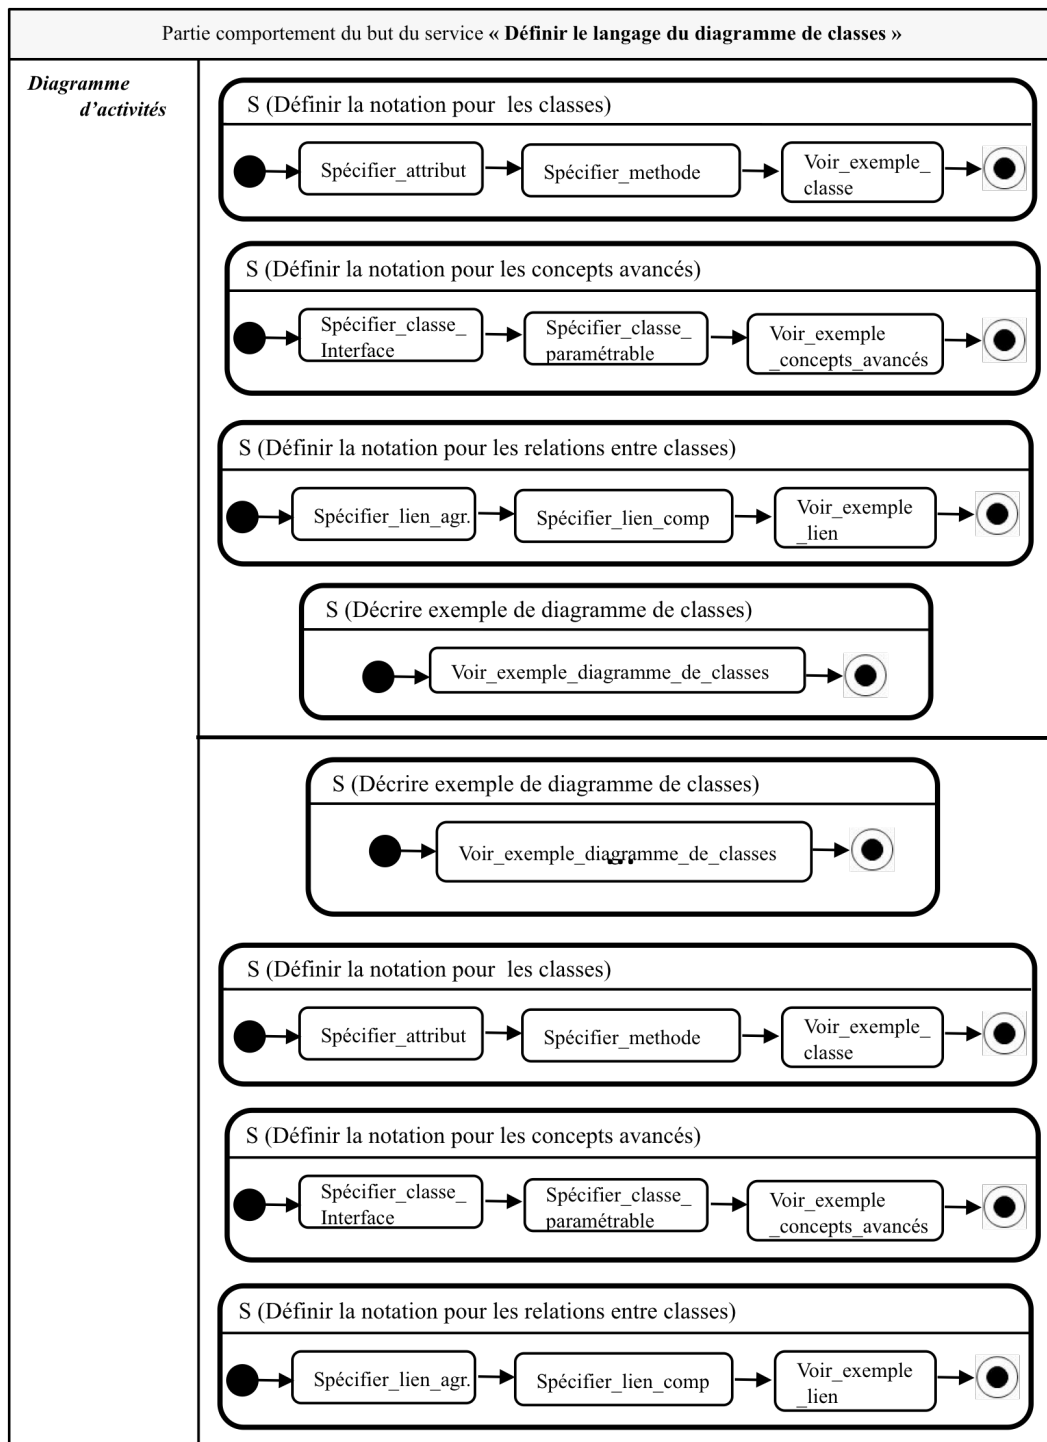 Partie comportement du but du service « Définir le langage du diagramme de classes »
Diagramme
d’activités
S (Définir la notation pour les classes)
Spécifier_attribut
Spécifier_methode
Voir_exemple_
classe
S (Définir la notation pour les concepts avancés)
Spécifier_classe_
Interface
Spécifier_classe_
paramétrable
Voir_exemple
_concepts_avancés
S (Définir la notation pour les relations entre classes)
Spécifier_lien_agr.
Spécifier_lien_comp
Voir_exemple
_lien
S (Décrire exemple de diagramme de classes)
Voir_exemple_diagramme_de_classes
S (Décrire exemple de diagramme de classes)
Voir_exemple_diagramme_de_classes
...
S (Définir la notation pour les classes)
Spécifier_attribut
Spécifier_methode
Voir_exemple_
classe
S (Définir la notation pour les concepts avancés)
Spécifier_classe_
Interface
Spécifier_classe_
paramétrable
Voir_exemple
_concepts_avancés
S (Définir la notation pour les relations entre classes)
Spécifier_lien_agr.
Spécifier_lien_comp
Voir_exemple
_lien